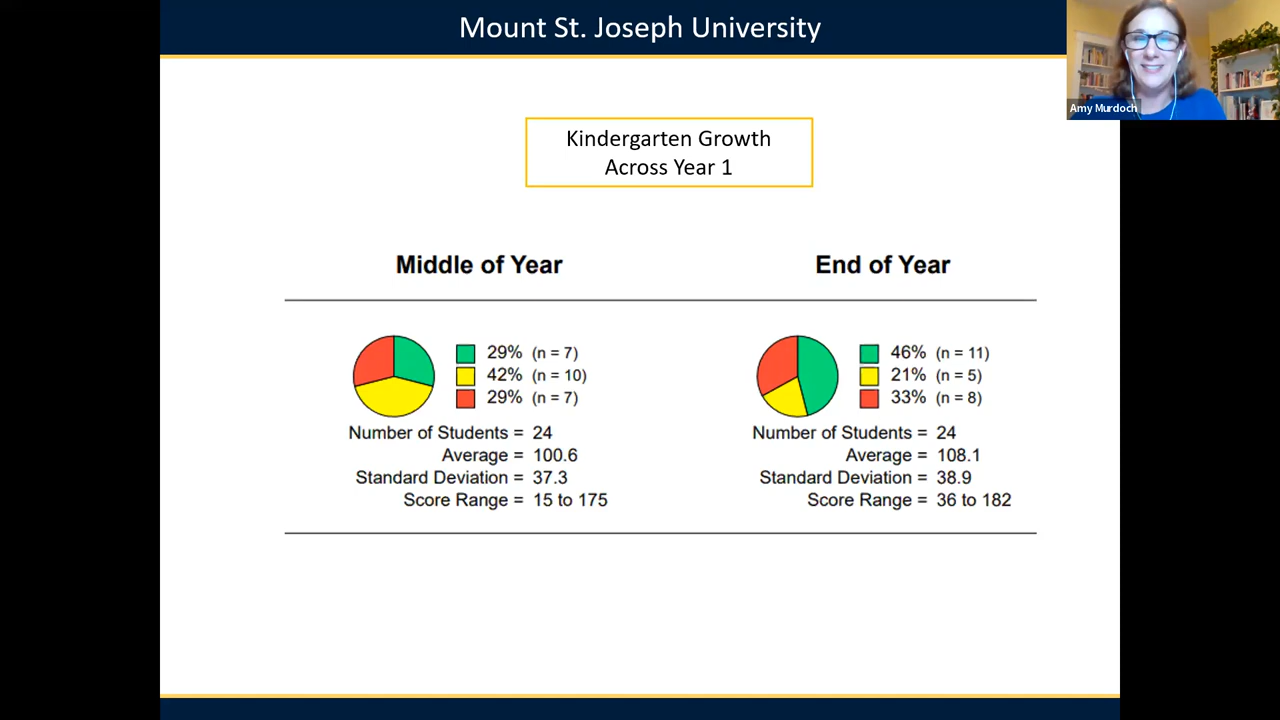 Mount St. Joseph University
Amy Murdoch
Kindergarten Growth
Across Year 1
Middle of Year
29% (n = 7)
42% (n = 10)
29% (n = 7)
Number of Students = 24
Average = 100.6
Standard Deviation = 37.3
Score Range = 15 to 175
End of Year
46% (n = 11)
21% (n = 5)
33% (n = 8)
Number of Students = 24
Average = 108.1
Standard Deviation = 38.9
Score Range = 36 to 182